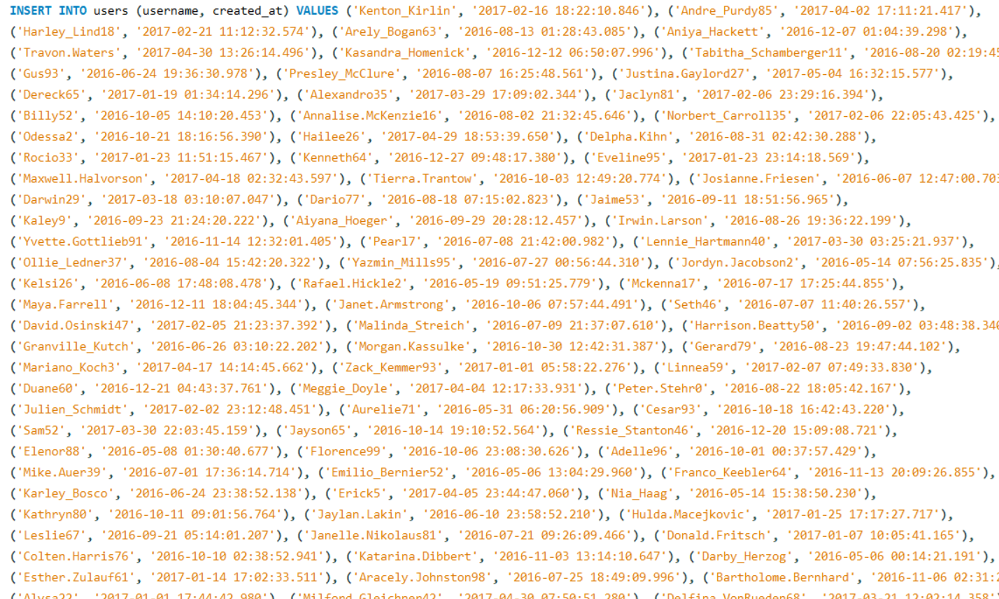 INSERT INTO users (username, created_at) VALUES ('Kenton_Kirlin', '2017-02-16 18:22:10.846'), ('Andre_Purdy85', '2017-04-02 17:11:21.417'),
('Harley_Lind18', '2017-02-21 11:12:32.574'), ('Arely_Bogan63', '2016-08-13 01:28:43.085'), ('Aniya_Hackett', '2016-12-07 01:04:39.298'),
('Travon.Waters', '2017-04-30 13:26:14.496'), ('Kasandra_Homenick', '2016-12-12 06:50:07.996'), ('Tabitha_Schamberger11', '2016-08-20 02:19:45
('Gus93', '2016-06-24 19:36:30.978'), ('Presley_McClure', '2016-08-07 16:25:48.561'), ('Justina.Gaylord27', '2017-05-04 16:32:15.577'),
('Dereck65', '2017-01-19 01:34:14.296'), ('Alexandro35', '2017-03-29 17:09:02.344'), ('Jaclyn81', '2017-02-06 23:29:16.394'),
('Billy52', '2016-10-05 14:10:20.453'), ('Annalise.McKenzie16', '2016-08-02 21:32:45.646'), ('Norbert_Carroll35', '2017-02-06 22:05:43.425'),
('Odessa2', '2016-10-21 18:16:56.390'), ('Hailee26', '2017-04-29 18:53:39.650'), ('Delpha.Kihn', '2016-08-31 02:42:30.288'),
('Rocio33', '2017-01-23 11:51:15.467'), ('Kenneth64', '2016-12-27 09:48:17.380'), ('Eveline95', '2017-01-23 23:14:18.569'),
('Maxwell.Halvorson', '2017-04-18 02:32:43.597'), ('Tierra.Trantow', '2016-10-03 12:49:20.774'), ('Josianne.Friesen', '2016-06-07 12:47:00.703
('Darwin29', '2017-03-18 03:10:07.047'), ('Dario77', '2016-08-18 07:15:02.823'), ('Jaime53', '2016-09-11 18:51:56.965'),
('Kaley9', '2016-09-23 21:24:20.222'), ('Aiyana_Hoeger', '2016-09-29 20:28:12.457'), ('Irwin.Larson', '2016-08-26 19:36:22.199'),
('Yvette.Gottlieb91', '2016-11-14 12:32:01.405'), ('Pearl7', '2016-07-08 21:42:00.982'), ('Lennie_Hartmann40', '2017-03-30 03:25:21.937'),
('Ollie_Ledner37', '2016-08-04 15:42:20.322'), ('Yazmin_Mills95', '2016-07-27 00:56:44.310'), ('Jordyn.Jacobson2', '2016-05-14 07:56:25.835'),
('Kelsi26', '2016-06-08 17:48:08.478'), ('Rafael.Hickle2', '2016-05-19 09:51:25.779'), ('Mckenna17', '2016-07-17 17:25:44.855'),
('Maya.Farrell', '2016-12-11 18:04:45.344'), ('Janet.Armstrong', '2016-10-06 07:57:44.491'), ('Seth46', '2016-07-07 11:40:26.557'),
('David.Osinski47', '2017-02-05 21:23:37.392'), ('Malinda_Streich', '2016-07-09 21:37:07.610'), ('Harrison.Beatty50', '2016-09-02 03:48:38.340
('Granville_Kutch', '2016-06-26 03:10:22.202'), ('Morgan.Kassulke', '2016-10-30 12:42:31.387'), ('Gerard79', '2016-08-23 19:47:44.102'),
('Mariano_Koch3', '2017-04-17 14:14:45.662'), ('Zack_Kemmer93', '2017-01-01 05:58:22.276'), ('Linnea59', '2017-02-07 07:49:33.830'),
('Duane60', '2016-12-21 04:43:37.761'), ('Meggie_Doyle', '2017-04-04 12:17:33.931'), ('Peter.Stehr0', '2016-08-22 18:05:42.167'),
('Julien_Schmidt', '2017-02-02 23:12:48.451'), ('Aurelie71', '2016-05-31 06:20:56.909'), ('Cesar93', '2016-10-18 16:42:43.220'),
('Sam52', '2017-03-30 22:03:45.159'), ('Jayson65', '2016-10-14 19:10:52.564'), ('Ressie_Stanton46', '2016-12-20 15:09:08.721'),
('Elenor88', '2016-05-08 01:30:40.677'), ('Florence99', '2016-10-06 23:08:30.626'), ('Adelle96', '2016-10-01 00:37:57.429'),
('Mike.Auer39', '2016-07-01 17:36:14.714'), ('Emilio_Bernier52', '2016-05-06 13:04:29.960'), ('Franco_Keebler64', '2016-11-13 20:09:26.855'),
('Karley_Bosco', '2016-06-24 23:38:52.138'), ('Erick5', '2017-04-05 23:44:47.060'), ('Nia_Haag', '2016-05-14 15:38:50.230'),
('Kathryn80', '2016-10-11 09:01:56.764'), ('Jaylan.Lakin', '2016-06-10 23:58:52.210'), ('Hulda.Macejkovic', '2017-01-25 17:17:27.717'),
('Leslie67', '2016-09-21 05:14:01.207'), ('Janelle.Nikolaus81', '2016-07-21 09:26:09.466'), ('Donald.Fritsch', '2017-01-07 10:05:41.165'),
('Colten.Harris76', '2016-10-10 02:38:52.941'), ('Katarina.Dibbert', '2016-11-03 13:14:10.647'), ('Darby_Herzog', '2016-05-06 00:14:21.191'),
('Esther.Zulauf61', '2017-01-14 17:02:33.511'), ('Aracely.Johnston98', '2016-07-25 18:49:09.996'), ('Bartholome.Bernhard', '2016-11-06 02:31:2
('Alysa22', '2017-01-01 17:44:42.980'), ('Milford_Gleichner42', '2017-04-30 07:50:51.280'), ('Delfina_VonRueden68', '2017-03-21 12:02:14.358')